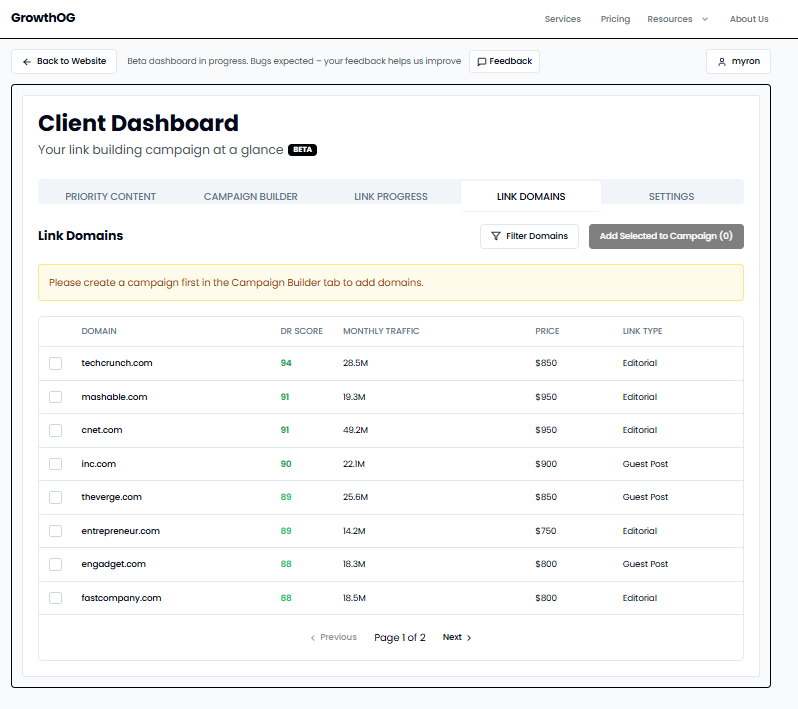 GrowthOG
Services Pricing Resources About Us
Back to Website Beta dashboard in progress. Bugs expected – your feedback helps us improve Feedback myron
Client Dashboard
Your link building campaign at a glance BETA
PRIORITY CONTENT CAMPAIGN BUILDER LINK PROGRESS LINK DOMAINS SETTINGS
Link Domains Filter Domains Add Selected to Campaign (0)
Please create a campaign first in the Campaign Builder tab to add domains.
DOMAIN DR SCORE MONTHLY TRAFFIC PRICE LINK TYPE
techcrunch.com 94 28.5M $850 Editorial
mashable.com 91 19.3M $950 Editorial
cnet.com 91 49.2M $950 Editorial
inc.com 90 22.1M $900 Guest Post
theverge.com 89 25.6M $850 Guest Post
entrepreneur.com 89 14.2M $750 Editorial
engadget.com 88 18.3M $800 Guest Post
fastcompany.com 88 18.5M $800 Editorial
Previous Page 1 of 2 Next